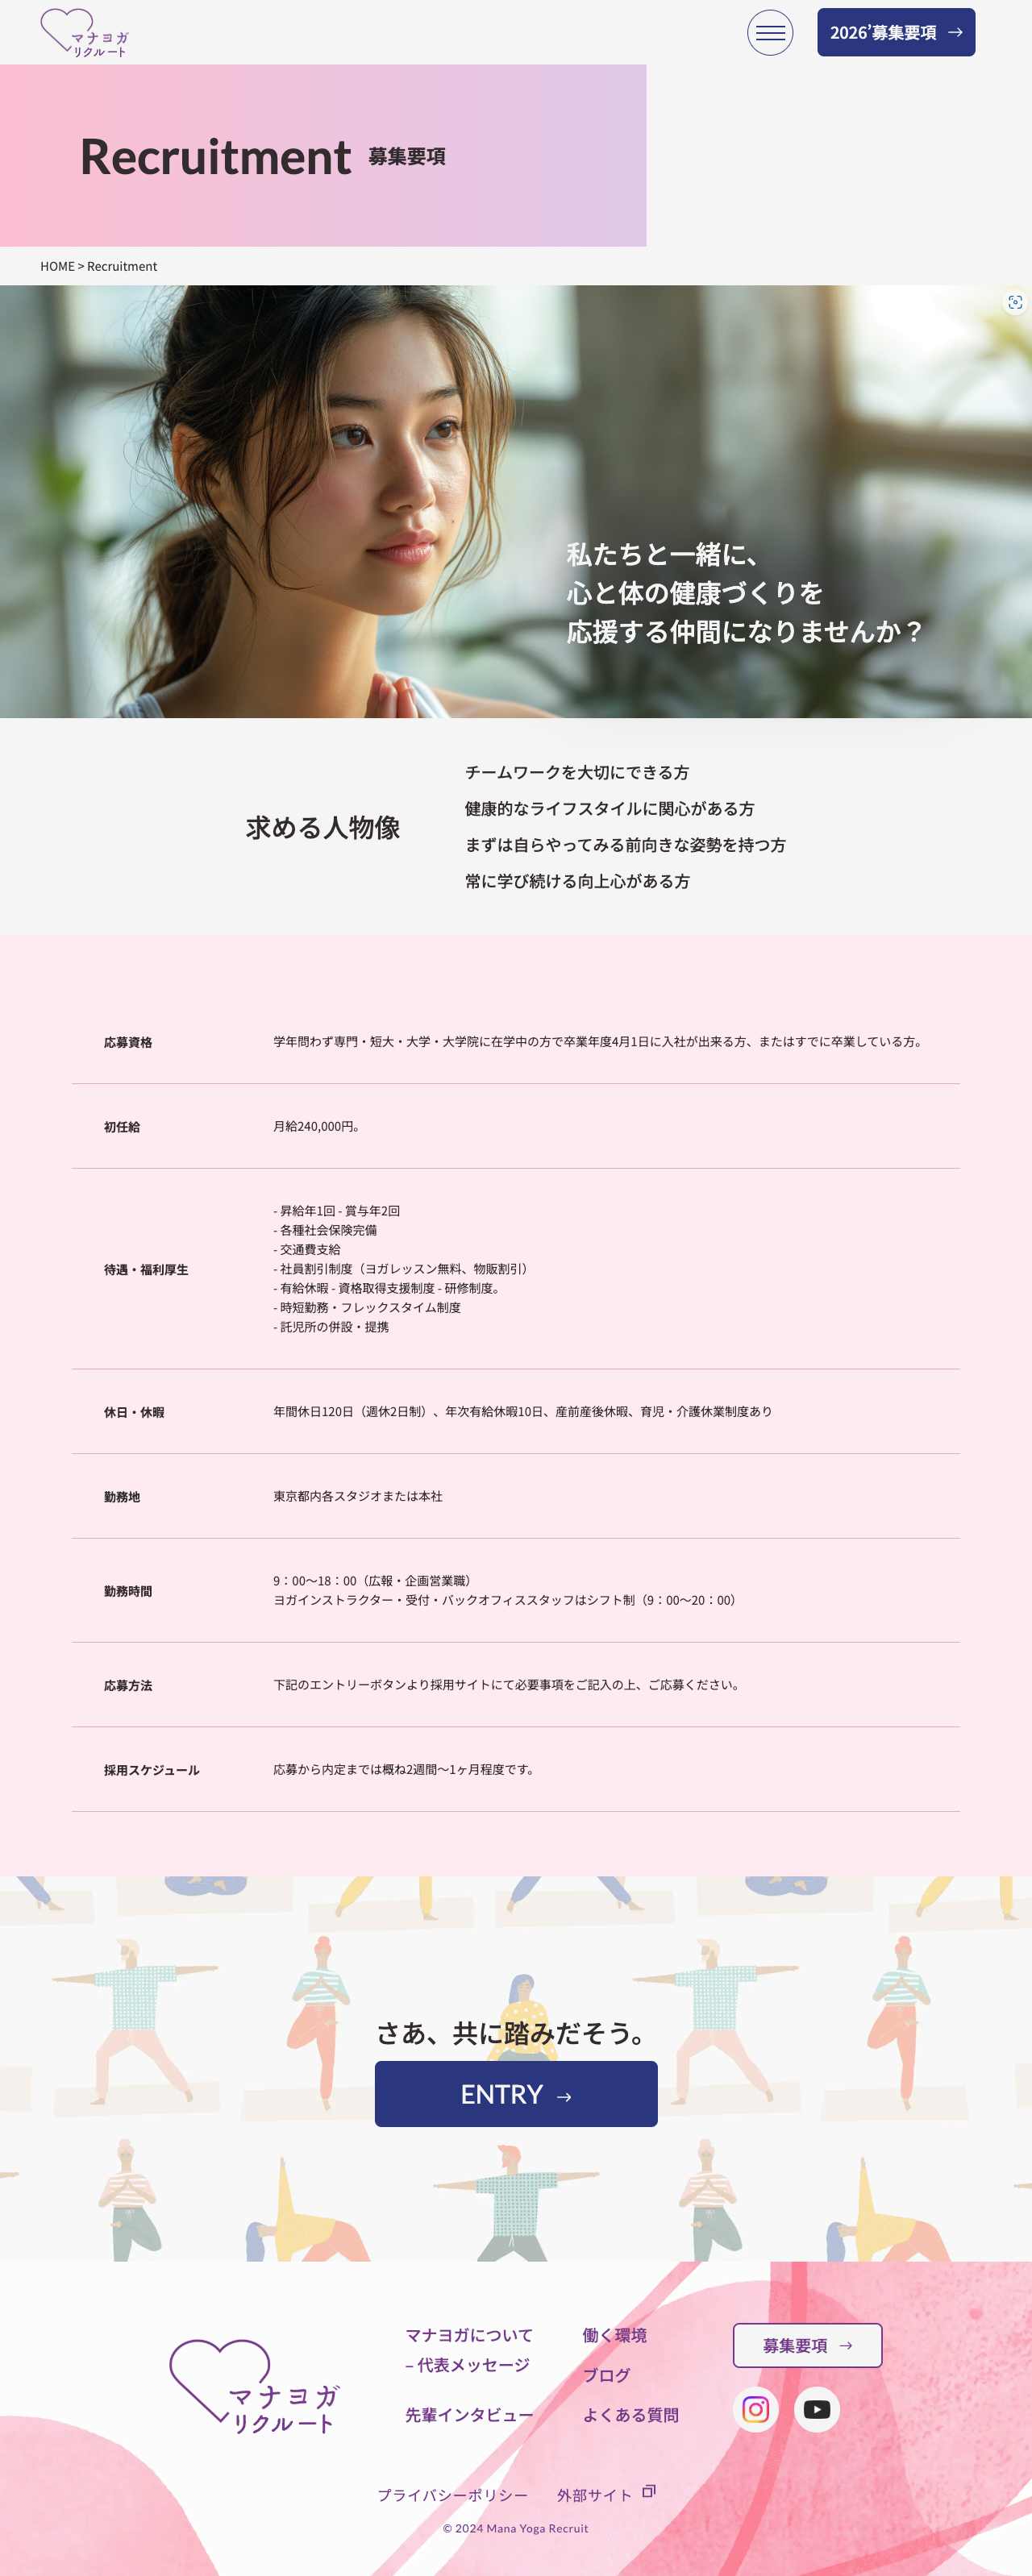 マナヨガ
リクルート
2026’募集要項
Recruitment 募集要項
HOME > Recruitment
私たちと一緒に、
心と体の健康づくりを
応援する仲間になりませんか？
求める人物像
チームワークを大切にできる方
健康的なライフスタイルに関心がある方
まずは自らやってみる前向きな姿勢を持つ方
常に学び続ける向上心がある方
応募資格
学年問わず専門・短大・大学・大学院に在学中の方で卒業年度4月1日に入社が出来る方、またはすでに卒業している方。
初任給
月給240,000円。
待遇・福利厚生
- 昇給年1回 - 賞与年2回
- 各種社会保険完備
- 交通費支給
- 社員割引制度（ヨガレッスン無料、物販割引）
- 有給休暇 - 資格取得支援制度 - 研修制度。
- 時短勤務・フレックスタイム制度
- 託児所の併設・提携
休日・休暇
年間休日120日（週休2日制）、年次有給休暇10日、産前産後休暇、育児・介護休業制度あり
勤務地
東京都内各スタジオまたは本社
勤務時間
9：00〜18：00（広報・企画営業職）
ヨガインストラクター・受付・バックオフィススタッフはシフト制（9：00〜20：00）
応募方法
下記のエントリーボタンより採用サイトにて必要事項をご記入の上、ご応募ください。
採用スケジュール
応募から内定までは概ね2週間〜1ヶ月程度です。
さあ、共に踏みだそう。
ENTRY
マナヨガ
リクルート
マナヨガについて
– 代表メッセージ
先輩インタビュー
働く環境
ブログ
よくある質問
募集要項
プライバシーポリシー
外部サイト
© 2024 Mana Yoga Recruit